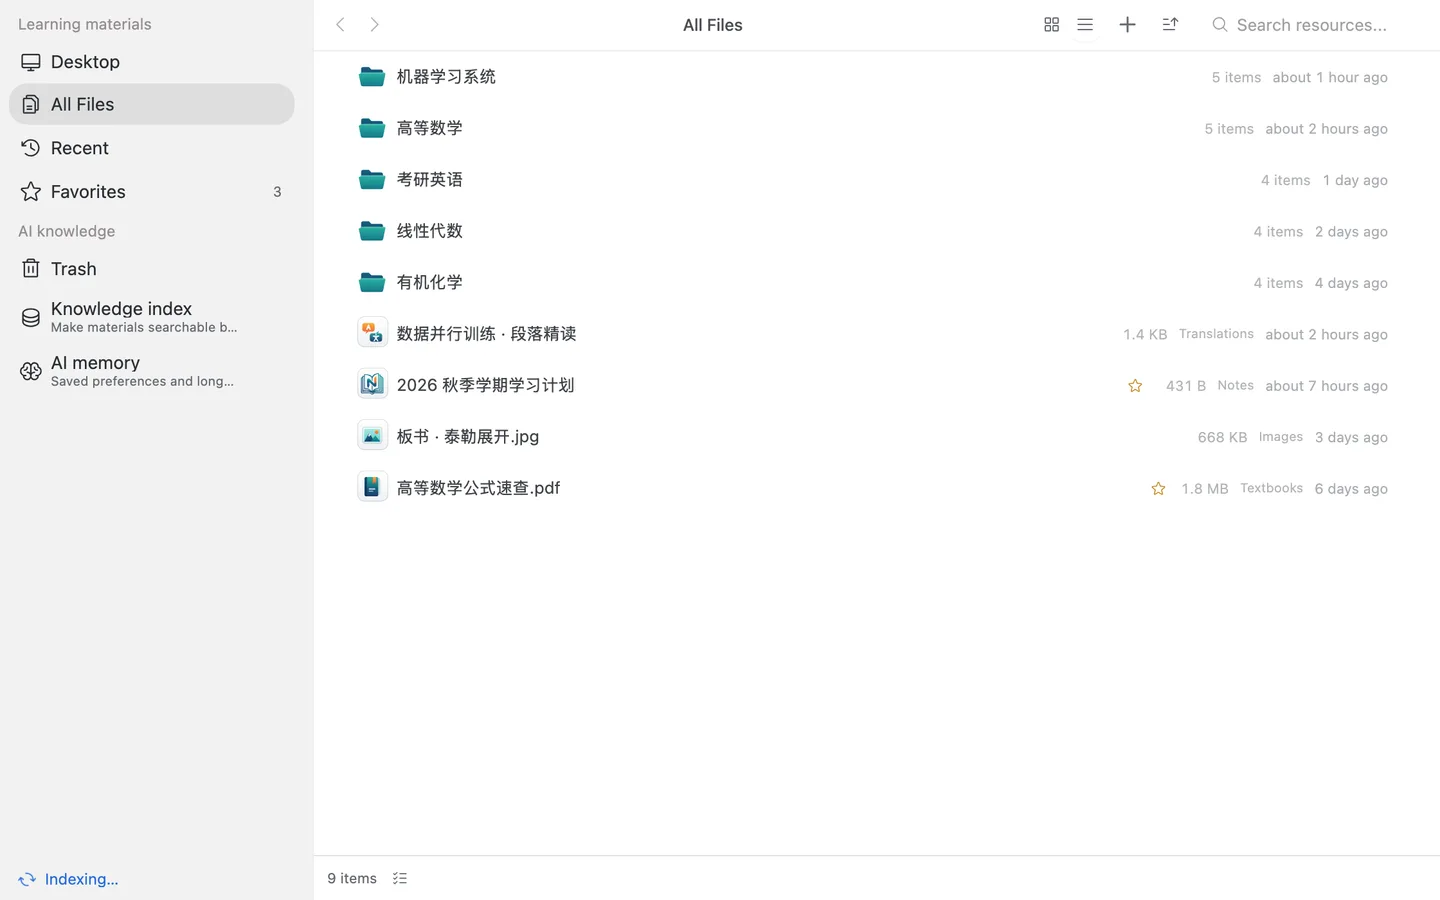 Learning materials
Desktop
All Files
Recent
Favorites 3
AI knowledge
Trash
Knowledge index
Make materials searchable b...
AI memory
Saved preferences and long...
Indexing...
All Files
Search resources...
机器学习系统 5 items about 1 hour ago
高等数学 5 items about 2 hours ago
考研英语 4 items 1 day ago
线性代数 4 items 2 days ago
有机化学 4 items 4 days ago
数据并行训练 · 段落精读 1.4 KB Translations about 2 hours ago
2026 秋季学期学习计划 431 B Notes about 7 hours ago
板书 · 泰勒展开.jpg 668 KB Images 3 days ago
高等数学公式速查.pdf 1.8 MB Textbooks 6 days ago
9 items